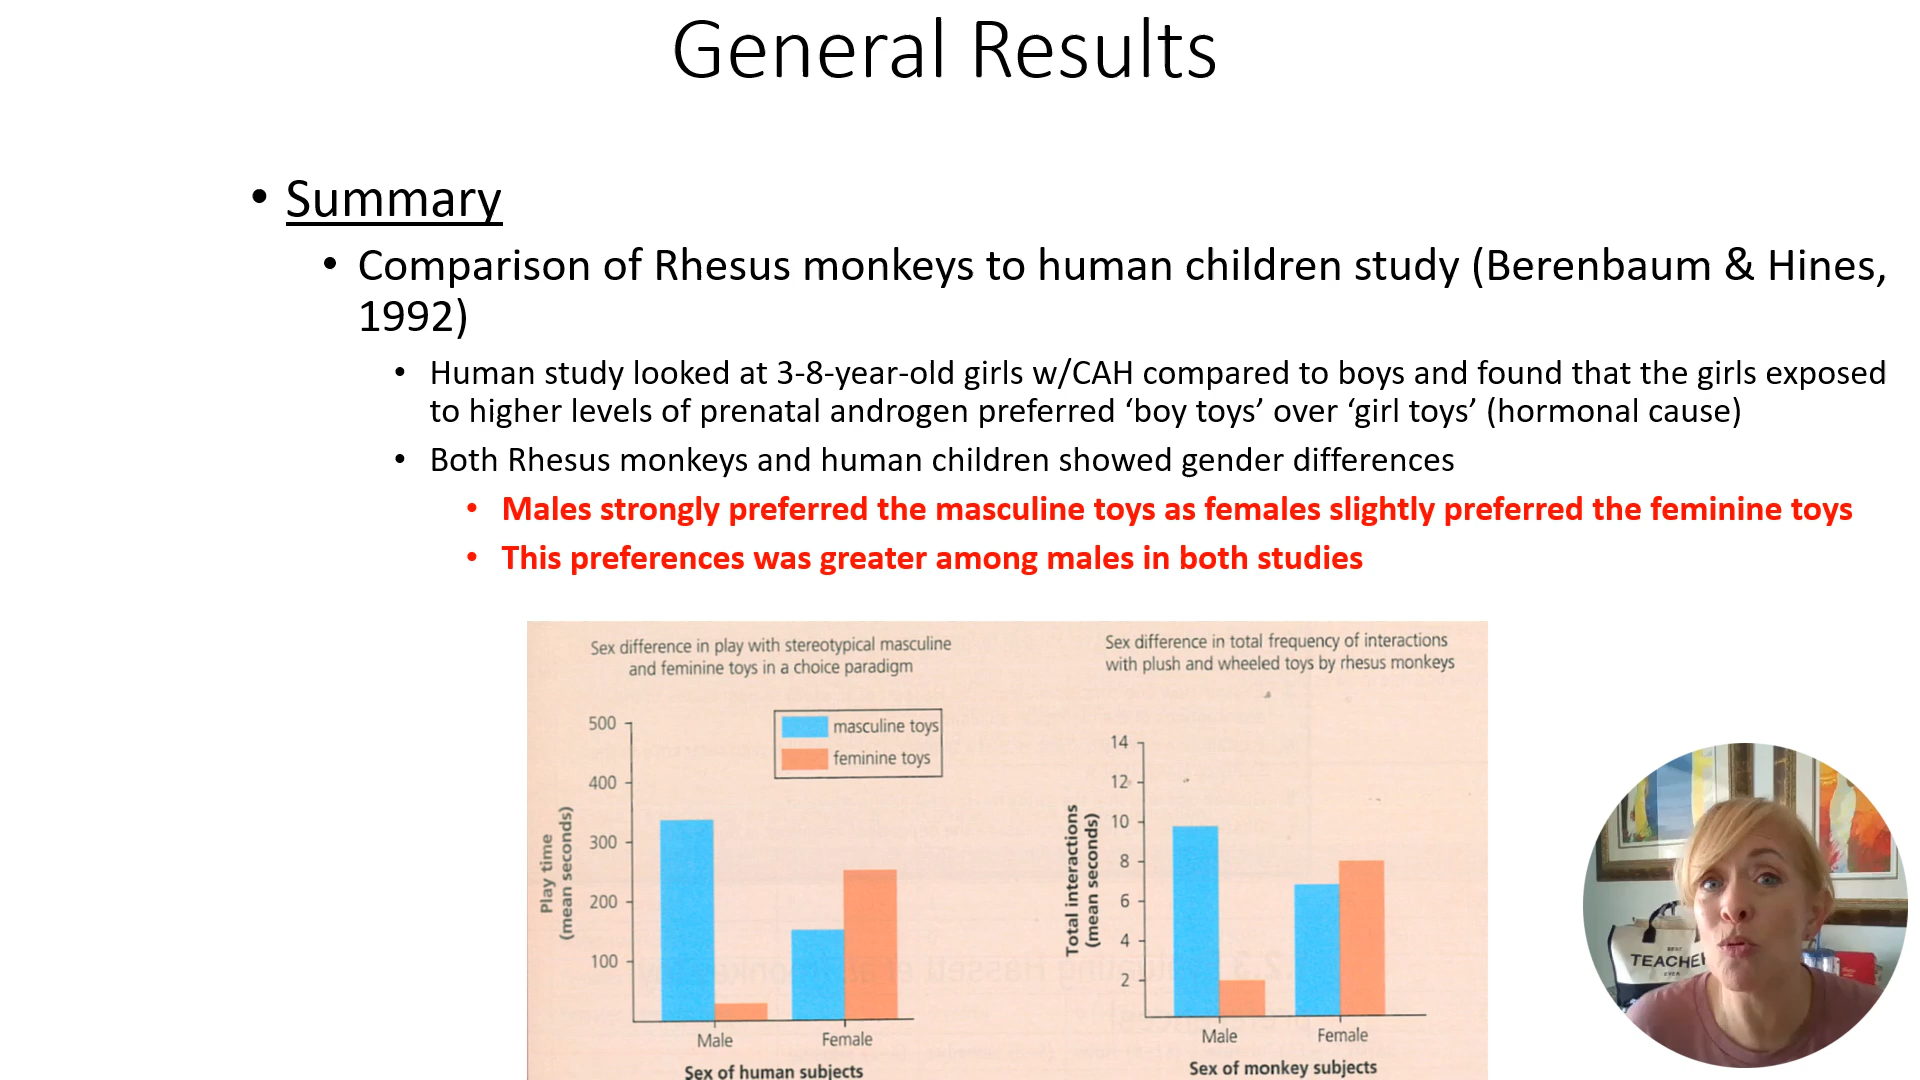 General Results
• Summary
• Comparison of Rhesus monkeys to human children study (Berenbaum & Hines,
1992)
• Human study looked at 3-8-year-old girls w/CAH compared to boys and found that the girls exposed
to higher levels of prenatal androgen preferred ‘boy toys’ over ‘girl toys’ (hormonal cause)
• Both Rhesus monkeys and human children showed gender differences
• Males strongly preferred the masculine toys as females slightly preferred the feminine toys
• This preferences was greater among males in both studies
Sex difference in play with stereotypical masculine
and feminine toys in a choice paradigm
masculine toys
feminine toys
500
400
300
200
100
Play time
(mean seconds)
Male
Female
Sex of human subjects
Sex difference in total frequency of interactions
with plush and wheeled toys by rhesus monkeys
14
12
10
8
6
4
2
Total interactions
(mean seconds)
Male
Female
Sex of monkey subjects
BEST
TEACHER
EVER